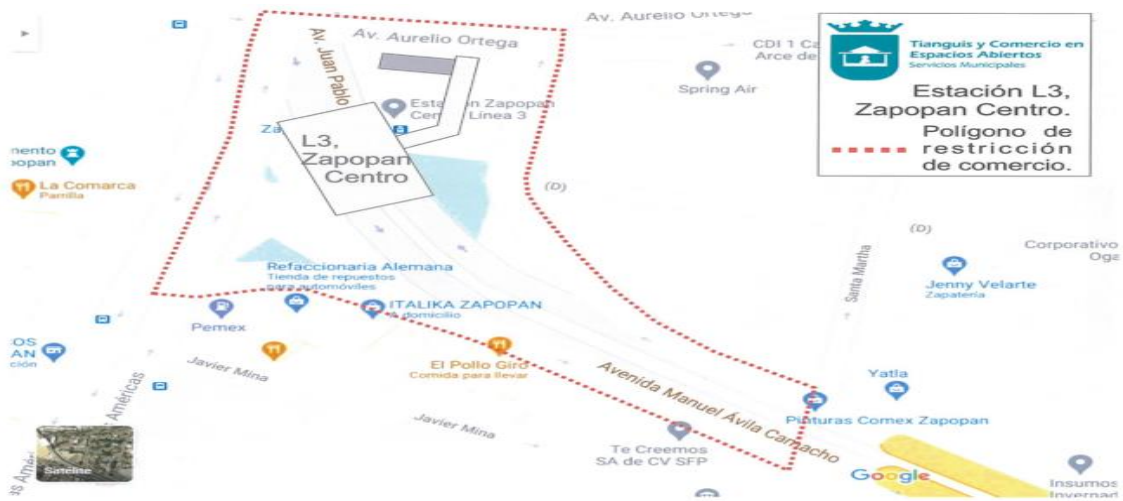 Av. Aurelio Ortega
Av. Aurelio Ortega
Av. Juan Pablo
CDI 1
Arce de
Spring Air
Tianguis y Comercio en
Espacios Abiertos
Servicios Municipales
Estación L3,
Zapopan Centro.
Polígono de
restricción
de comercio.
Línea 3
L3,
Zapopan
Centro
La Comarca
Parrilla
(D)
(D)
Corporativo
Santa Martha
Jenny Velarte
Zapatería
Refaccionaria Alemana
Tienda de repuestos
para automóviles
ITALIKA ZAPOPAN
A domicilio
Pemex
El Pollo Giro
Comida para llevar
Javier Mina
Javier Mina
Américas
Avenida Manuel Ávila Camacho
Yatla
Pinturas Comex Zapopan
Te Creemos
SA de CV SFP
Satélite
Google
Insumos